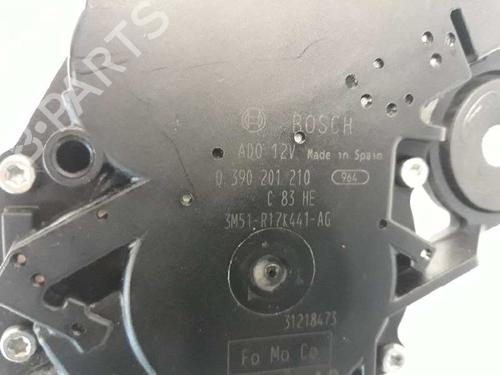 BOSCH
ADO 12V Made in Spain
0 390 201 210 964
C 83 HE
3M51-R17K441-AG
31218473
Fo Mo Co